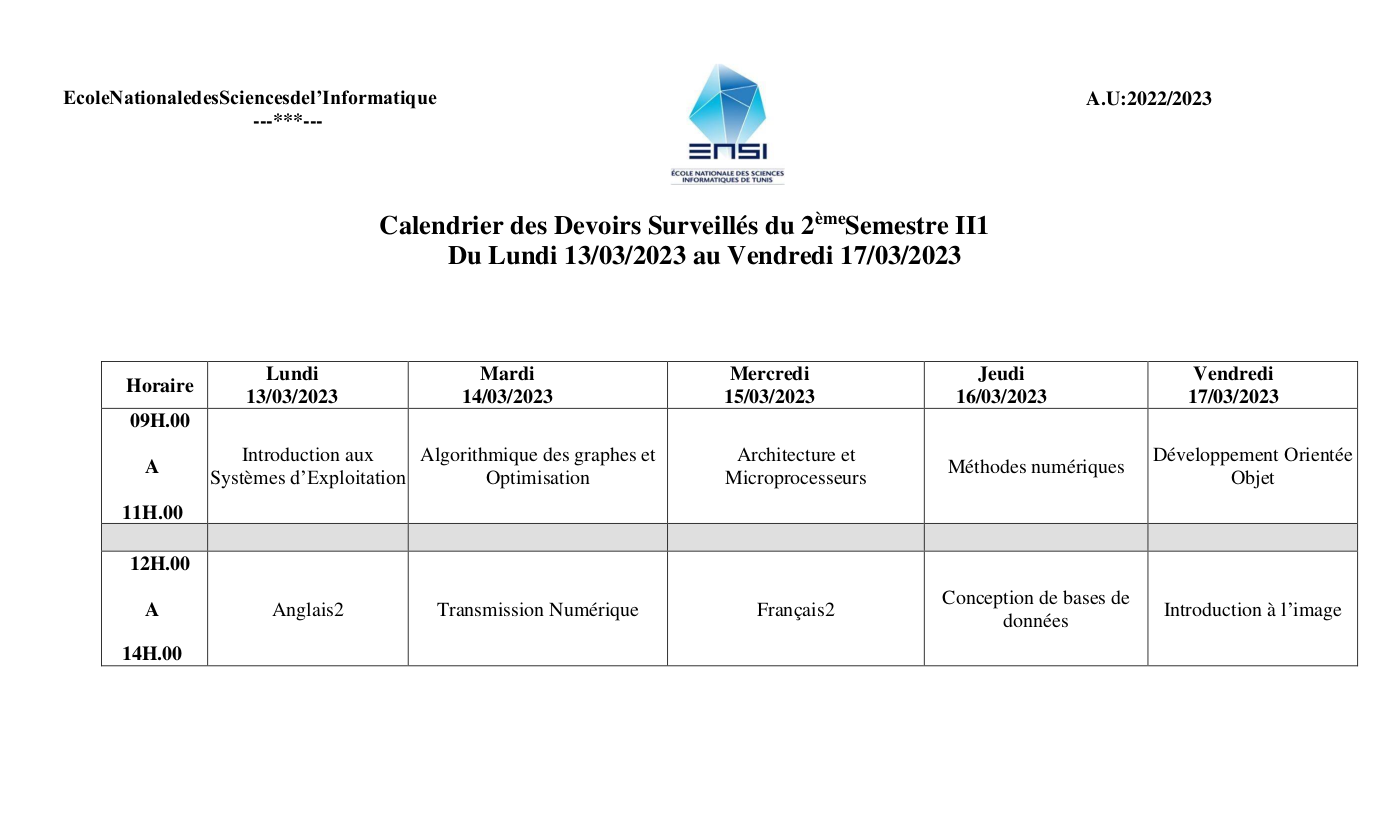 EcoleNationaledesSciencesdel’Informatique
---***---
ENSI
ÉCOLE NATIONALE DES SCIENCES
INFORMATIQUES DE TUNIS
A.U:2022/2023
Calendrier des Devoirs Surveillés du 2èmeSemestre II1
Du Lundi 13/03/2023 au Vendredi 17/03/2023
Horaire
Lundi
13/03/2023
Mardi
14/03/2023
Mercredi
15/03/2023
Jeudi
16/03/2023
Vendredi
17/03/2023
09H.00
A
11H.00
Introduction aux
Systèmes d’Exploitation
Algorithmique des graphes et
Optimisation
Architecture et
Microprocesseurs
Méthodes numériques
Développement Orientée
Objet
12H.00
A
14H.00
Anglais2
Transmission Numérique
Français2
Conception de bases de
données
Introduction à l’image